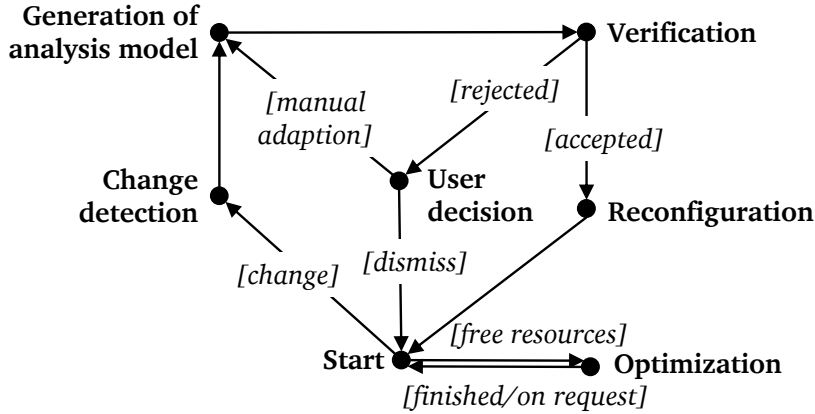 Generation of
analysis model
Verification
[manual
adaption]
[rejected]
[accepted]
Change
detection
User
decision
Reconfiguration
[change]
[dismiss]
Start
[free resources]
Optimization
[finished/on request]